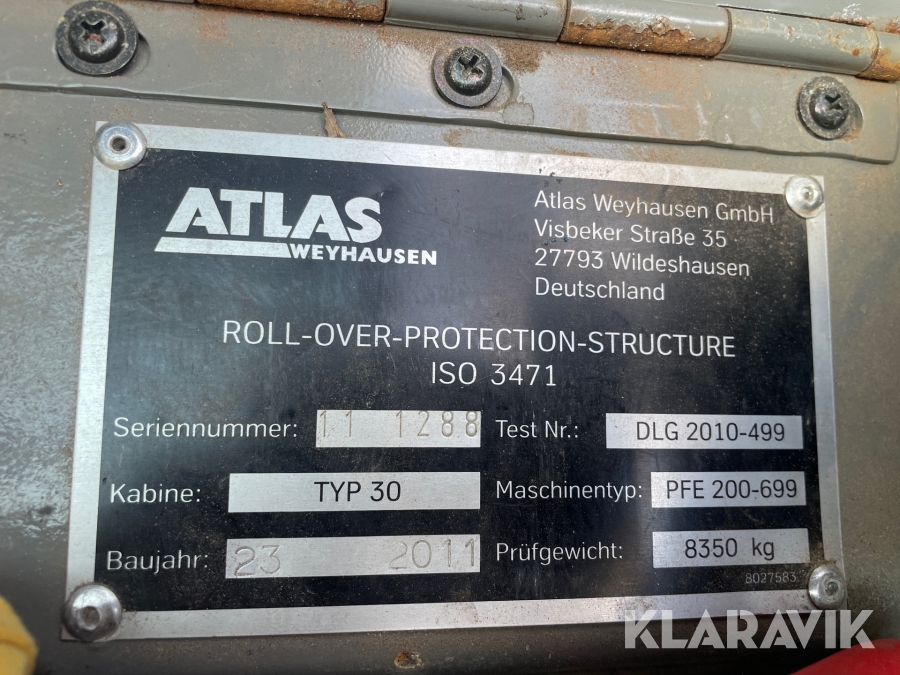 ATLAS
WEYHAUSEN
Atlas Weyhausen GmbH
Visbeker Straße 35
27793 Wildeshausen
Deutschland
ROLL-OVER-PROTECTION-STRUCTURE
ISO 3471
Seriennummer: 11 1288 Test Nr.: DLG 2010-499
Kabine: TYP 30 Maschinentyp: PFE 200-699
Baujahr: 23 2011 Prüfgewicht: 8350 kg
8027583
KLARAVIK